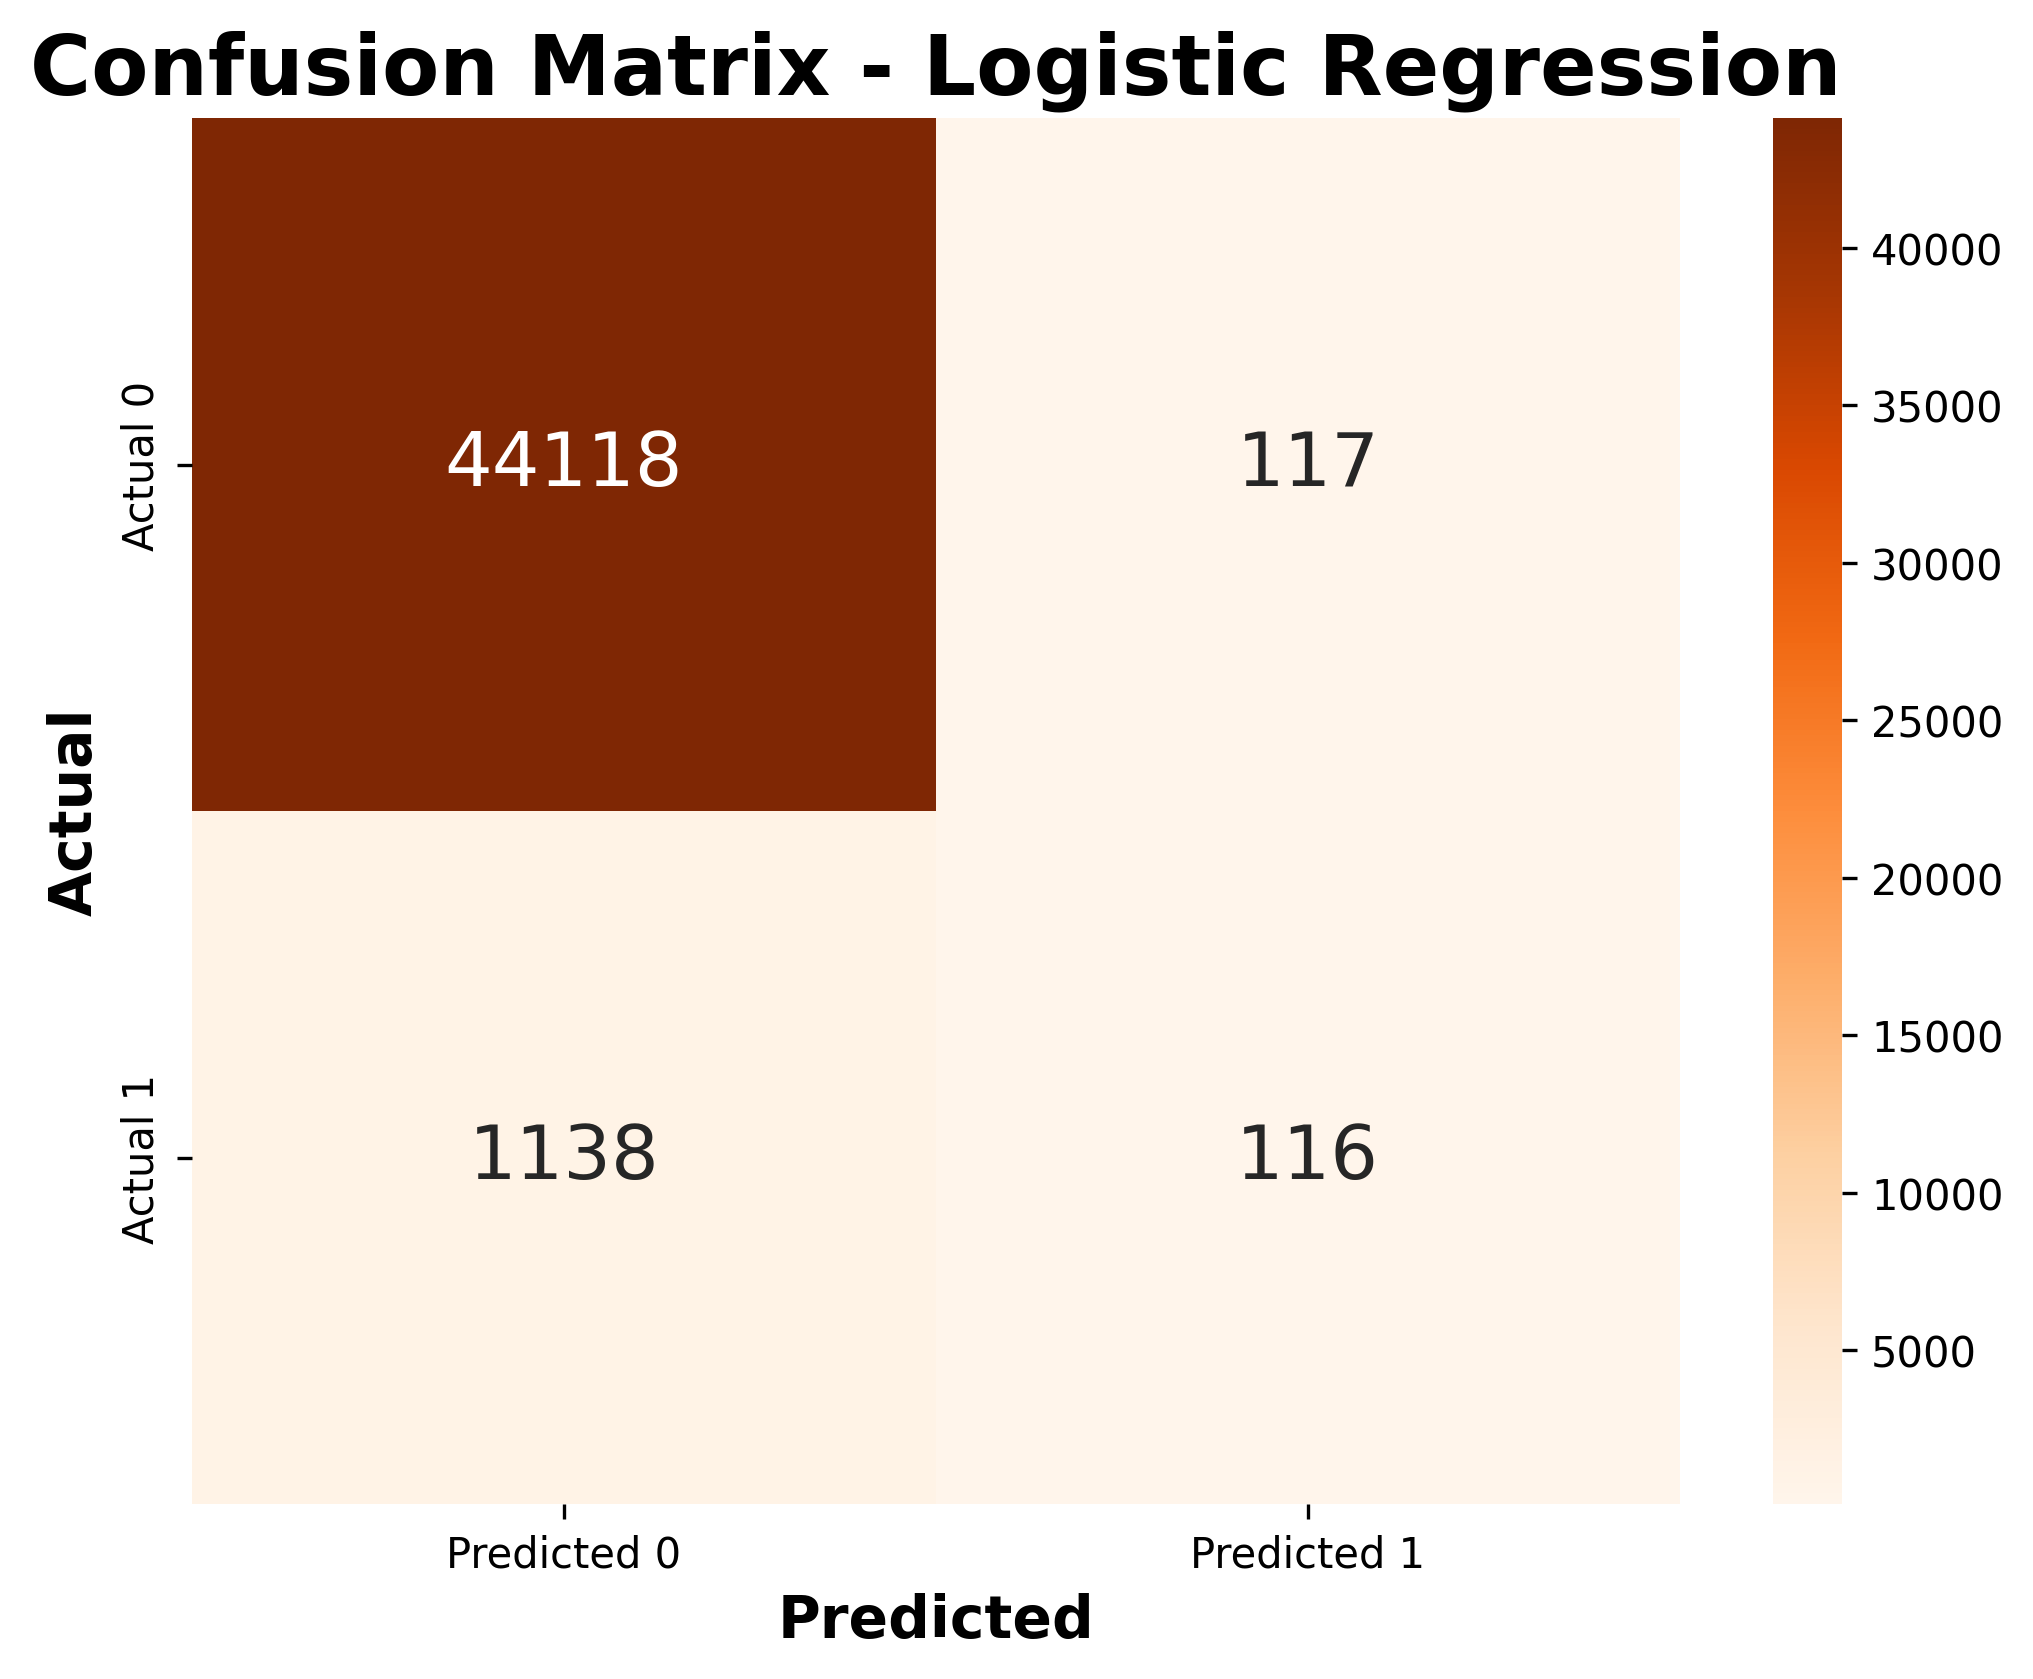 Confusion Matrix - Logistic Regression
Actual
Actual 0
44118
117
Actual 1
1138
116
Predicted 0
Predicted 1
Predicted
40000
35000
30000
25000
20000
15000
10000
5000